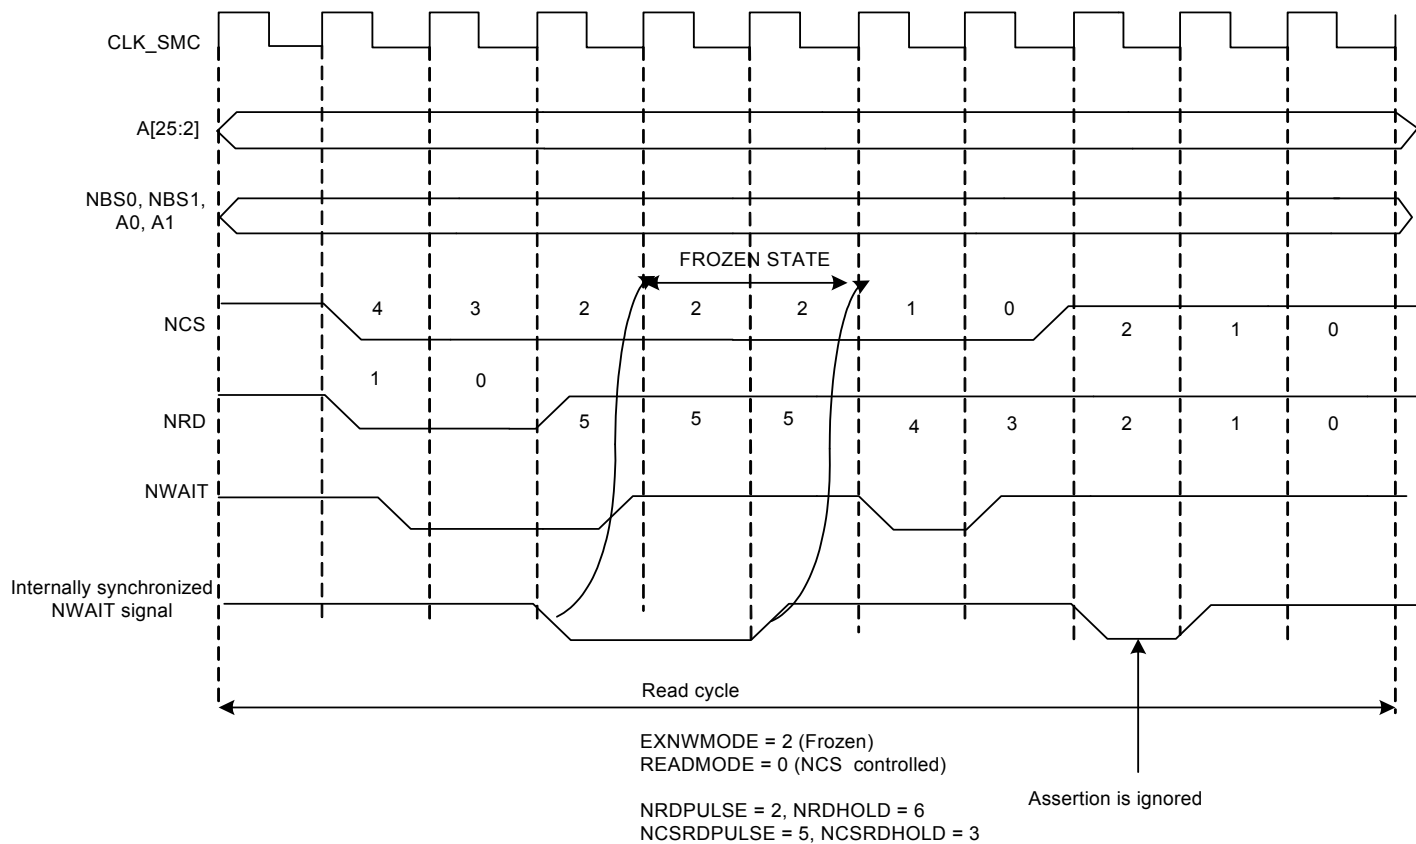 CLK_SMC
A[25:2]
NBS0, NBS1,
A0, A1
FROZEN STATE
4 3 2 2 2 1 0
NCS
2 1 0
1 0
NRD
5 5 5 4 3 2 1 0
NWAIT
Internally synchronized
NWAIT signal
Read cycle
EXNWMODE = 2 (Frozen)
READMODE = 0 (NCS controlled)
Assertion is ignored
NRDPULSE = 2, NRDHOLD = 6
NCSRDPULSE = 5, NCSRDHOLD = 3